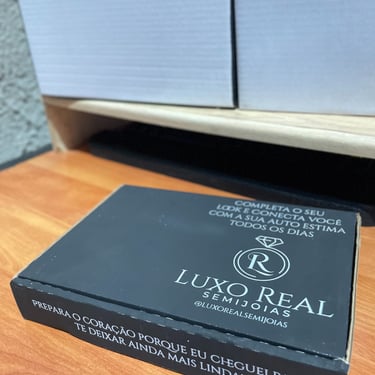 COMPLETA O SEU
LOOK E CONECTA VOCÊ
COM A SUA AUTO ESTIMA
TODOS OS DIAS
R
LUXO REAL
SEMIJOIAS
@LUXOREALSEMIJOIAS
PREPARA O CORAÇÃO PORQUE EU CHEGUEI
TE DEIXAR AINDA MAIS LINDA